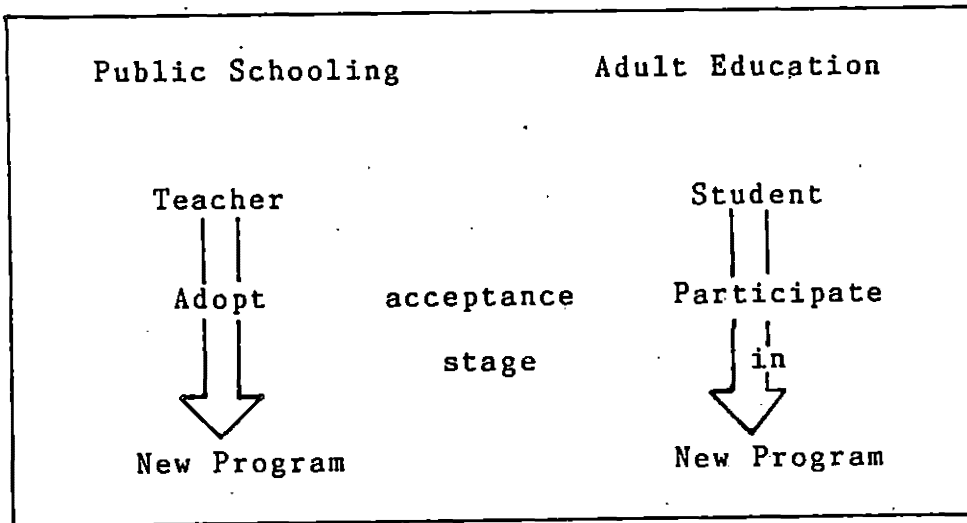 Public Schooling Adult Education
Teacher Student
Adopt acceptance Participate
stage in
New Program New Program